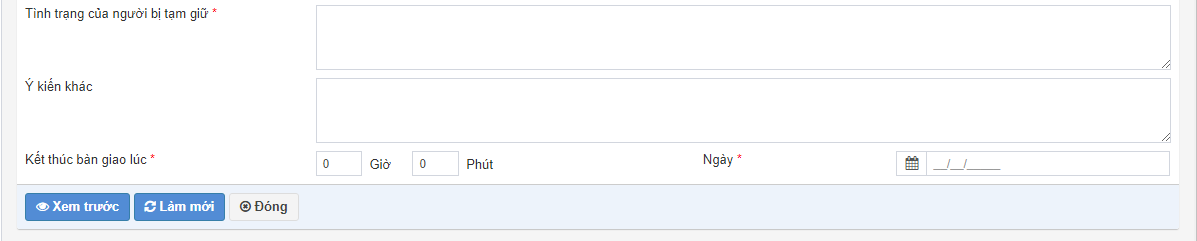 Tình trạng của người bị tạm giữ *
Ý kiến khác
Kết thúc bàn giao lúc * 0 Giờ 0 Phút Ngày * __/__/_____
Xem trước Làm mới Đóng